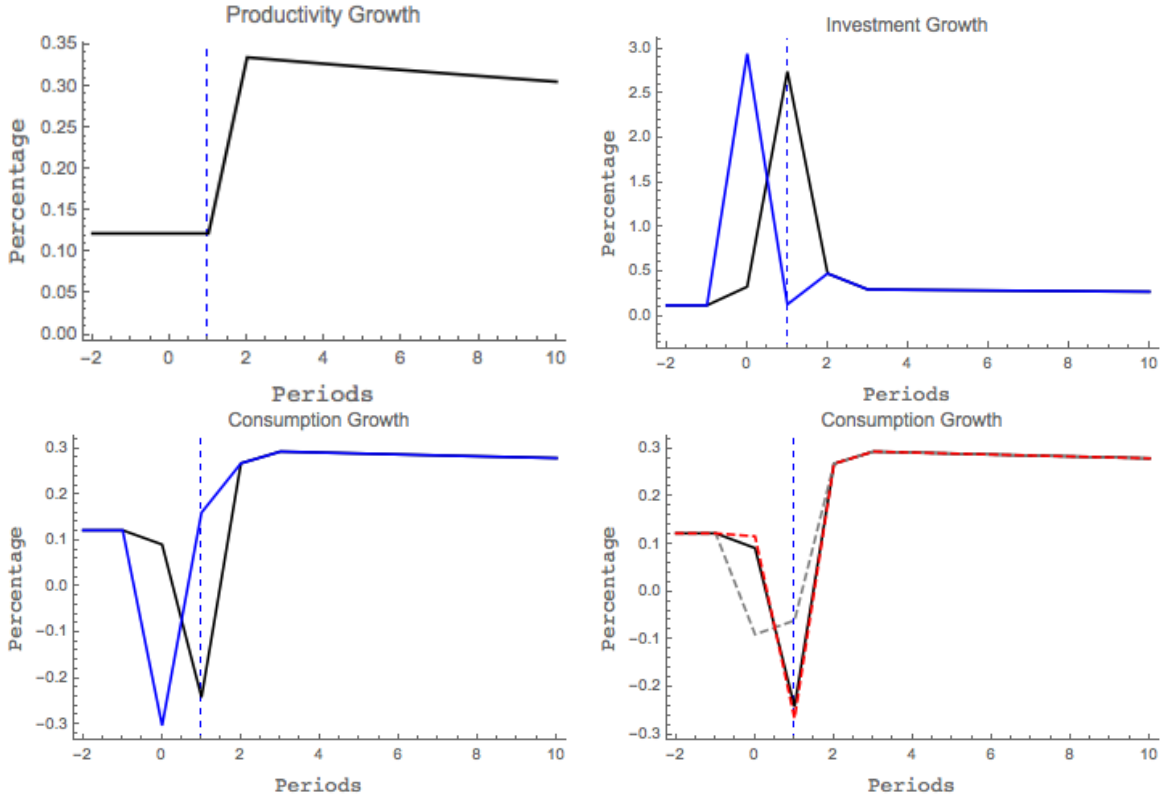 Productivity Growth
Percentage
0.35
0.30
0.25
0.20
0.15
0.10
0.05
0.00
−2 0 2 4 6 8 10
Periods
Investment Growth
Percentage
3.0
2.5
2.0
1.5
1.0
0.5
0.0
−2 0 2 4 6 8 10
Periods
Consumption Growth
Percentage
0.3
0.2
0.1
0.0
−0.1
−0.2
−0.3
−2 0 2 4 6 8 10
Periods
Consumption Growth
Percentage
0.3
0.2
0.1
0.0
−0.1
−0.2
−0.3
−2 0 2 4 6 8 10
Periods